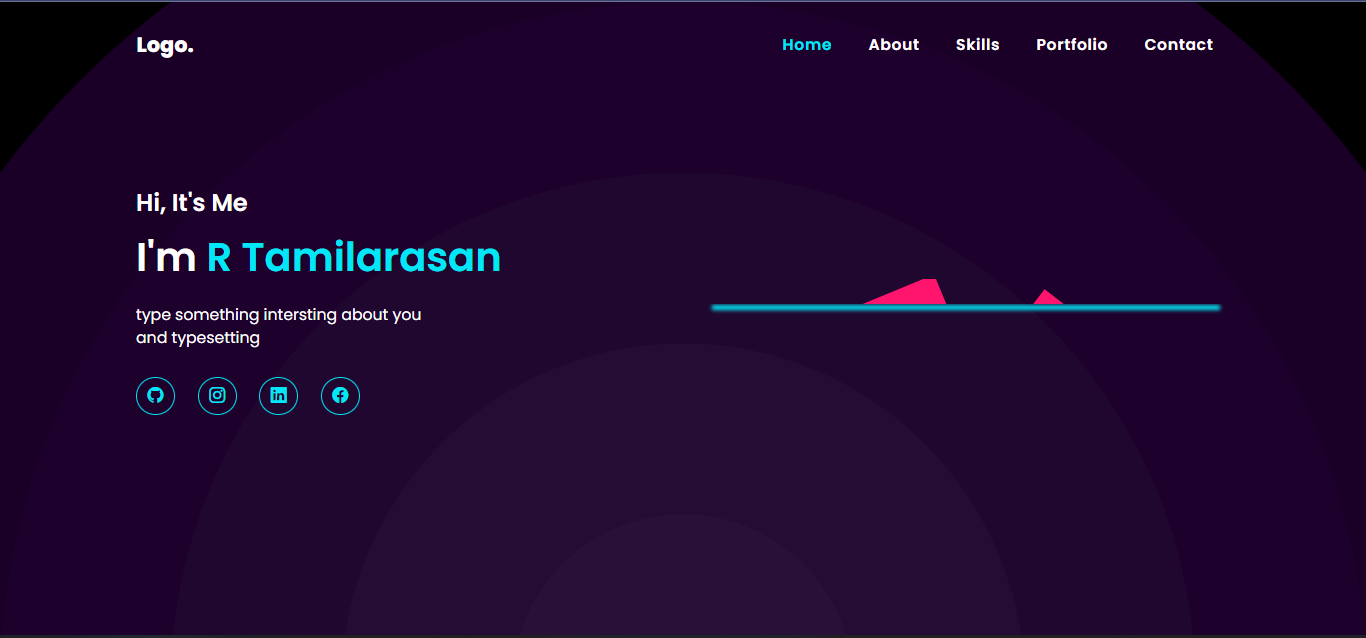 Logo.
Home About Skills Portfolio Contact
Hi, It's Me
I'm R Tamilarasan
type something intersting about you
and typesetting